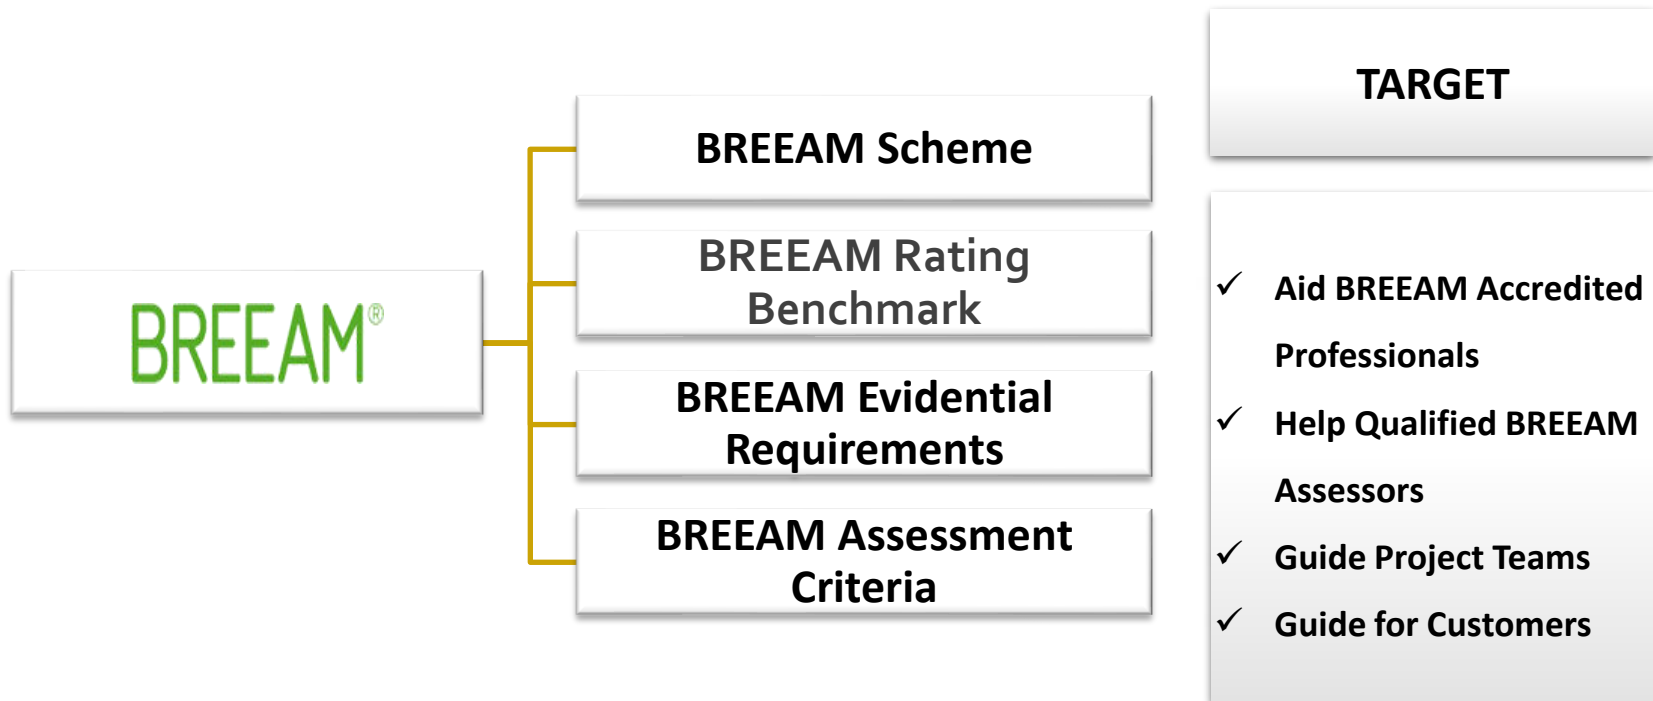 BREEAM®
BREEAM Scheme
BREEAM Rating
Benchmark
BREEAM Evidential
Requirements
BREEAM Assessment
Criteria
TARGET
✓ Aid BREEAM Accredited
Professionals
✓ Help Qualified BREEAM
Assessors
✓ Guide Project Teams
✓ Guide for Customers